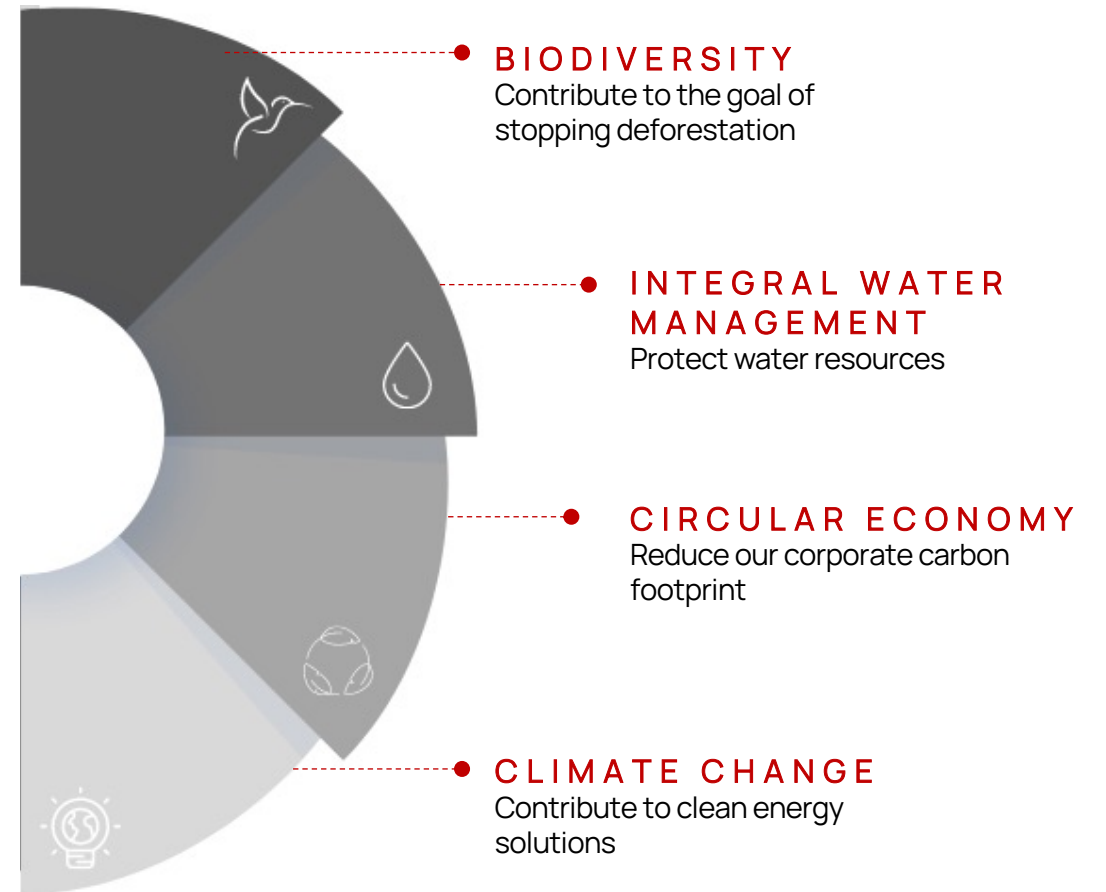 BIODIVERSITY
Contribute to the goal of
stopping deforestation
INTEGRAL WATER
MANAGEMENT
Protect water resources
CIRCULAR ECONOMY
Reduce our corporate carbon
footprint
CLIMATE CHANGE
Contribute to clean energy
solutions